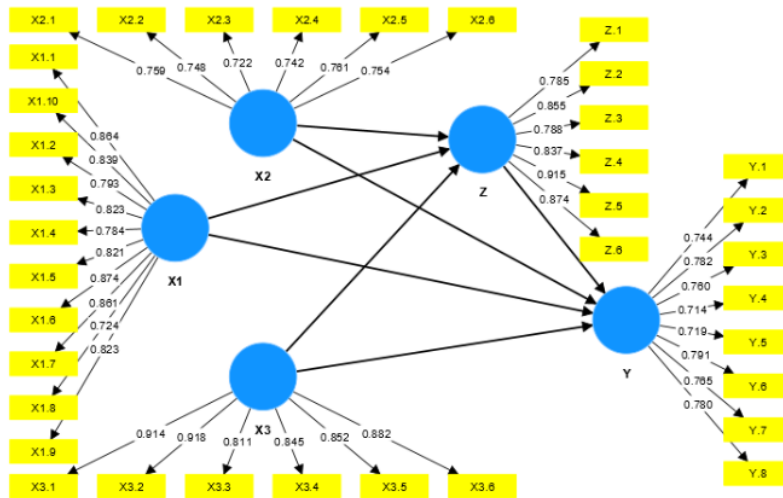 X2.1
X2.2
X2.3
X2.4
X2.5
X2.6
0.759
0.748
0.722
0.742
0.761
0.754
X2
X1.1
X1.10
X1.2
X1.3
X1.4
X1.5
X1.6
X1.7
X1.8
X1.9
0.864
0.839
0.793
0.823
0.784
0.821
0.874
0.861
0.724
0.823
X1
Z.1
Z.2
Z.3
Z.4
Z.5
Z.6
0.785
0.855
0.788
0.837
0.915
0.874
Z
Y.1
Y.2
Y.3
Y.4
Y.5
Y.6
Y.7
Y.8
0.744
0.782
0.760
0.714
0.719
0.791
0.765
0.780
Y
X3
0.914
0.918
0.811
0.845
0.852
0.882
X3.1
X3.2
X3.3
X3.4
X3.5
X3.6